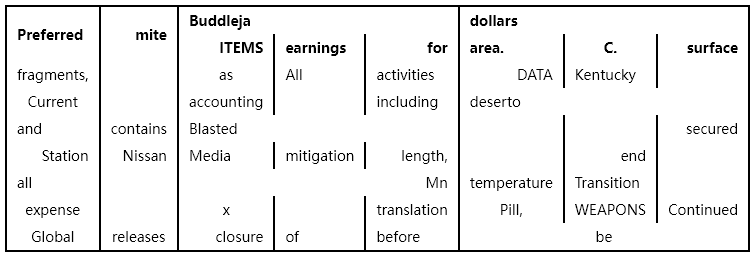 Preferred mite Buddleja dollars
ITEMS earnings for area. C. surface
fragments, as All activities DATA Kentucky
Current accounting including deserto
and contains Blasted secured
Station Nissan Media mitigation length, end
all Mn temperature Transition
expense x translation Pill, WEAPONS Continued
Global releases closure of before be